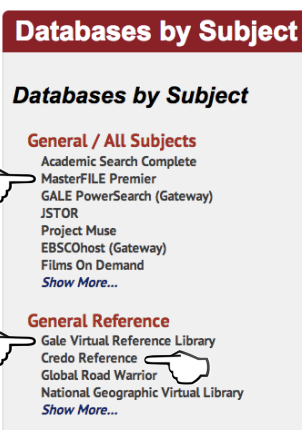 Databases by Subject
Databases by Subject
General / All Subjects
Academic Search Complete
MasterFILE Premier
GALE PowerSearch (Gateway)
JSTOR
Project Muse
EBSCOhost (Gateway)
Films On Demand
Show More...
General Reference
Gale Virtual Reference Library
Credo Reference
Global Road Warrior
National Geographic Virtual Library
Show More...